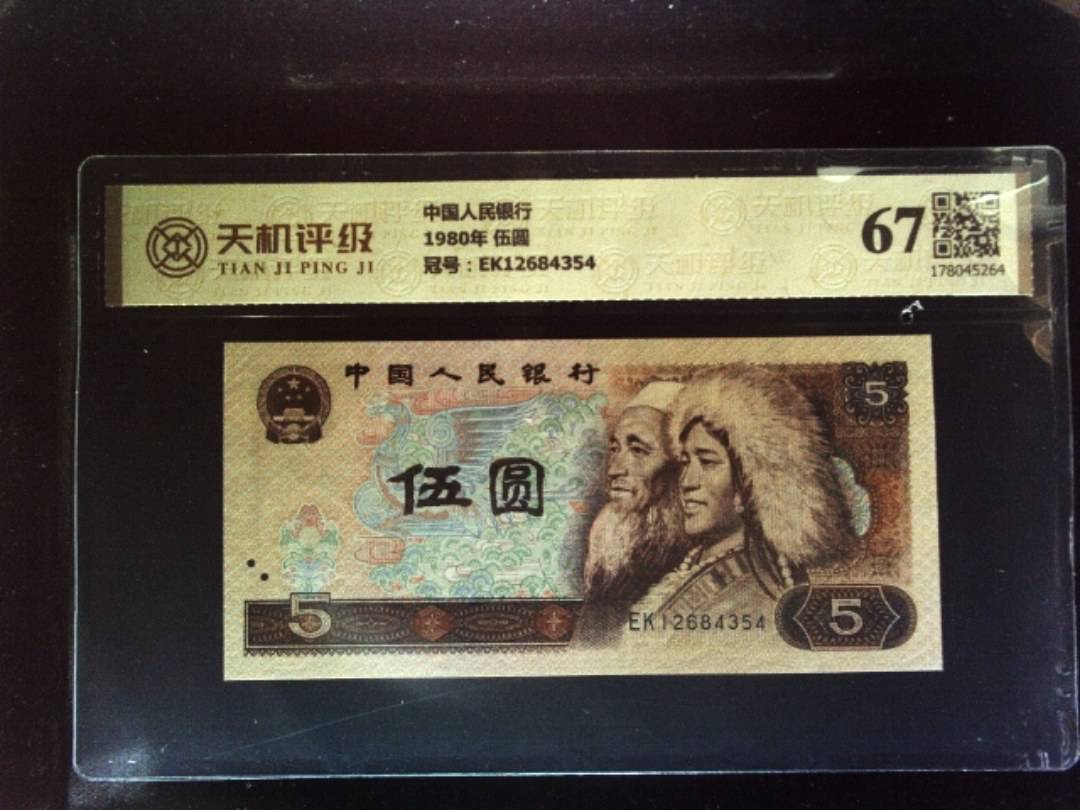 天机评级
TIAN JI PING JI
中国人民银行
1980年 伍圆
冠号：EK12684354
67
178045264
中国人民银行
5
伍圆
5
EK12684354
5